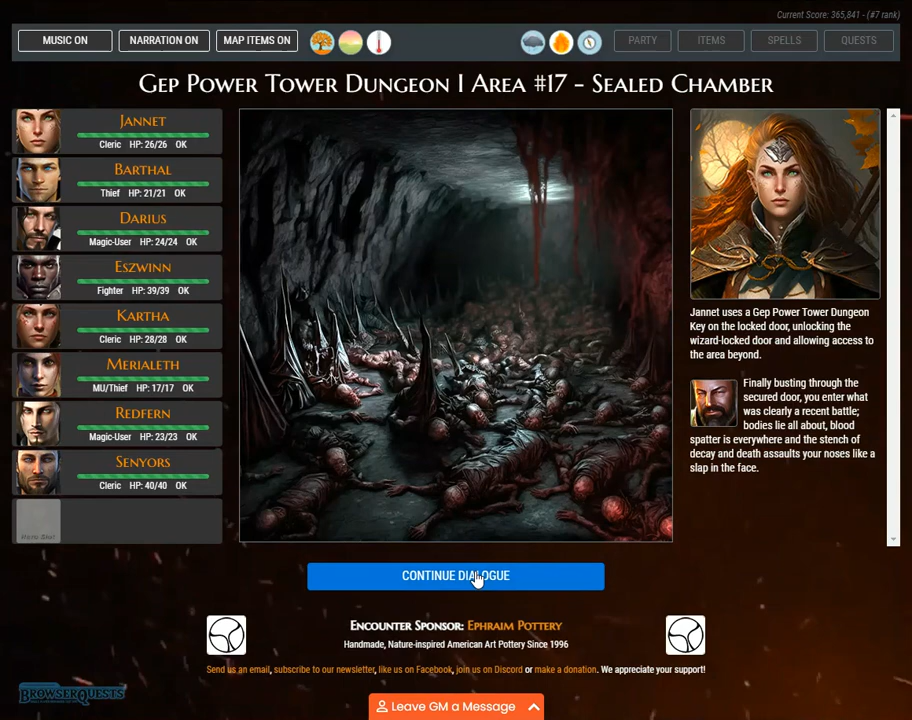 Current Score: 365,841 - (#7 rank)
MUSIC ON NARRATION ON MAP ITEMS ON PARTY ITEMS SPELLS QUESTS
Gep Power Tower Dungeon | Area #17 - Sealed Chamber
Jannet
Cleric HP: 26/26 OK
Barthal
Thief HP: 21/21 OK
Darius
Magic-User HP: 24/24 OK
Eszwinn
Fighter HP: 39/39 OK
Kartha
Cleric HP: 28/28 OK
Merialeth
MU/Thief HP: 17/17 OK
Redfern
Magic-User HP: 23/23 OK
Senyors
Cleric HP: 40/40 OK
Jannet uses a Gep Power Tower Dungeon
Key on the locked door, unlocking the
wizard-locked door and allowing access to
the area beyond.
Finally busting through the
secured door, you enter what
was clearly a recent battle;
bodies lie all about, blood
spatter is everywhere and the stench of
decay and death assaults your noses like a
slap in the face.
CONTINUE DIALOGUE
Encounter Sponsor: Ephraim Pottery
Handmade, Nature-inspired American Art Pottery Since 1996
Send us an email, subscribe to our newsletter, like us on Facebook, join us on Discord or make a donation. We appreciate your support!
BrowserQuests
Leave GM a Message